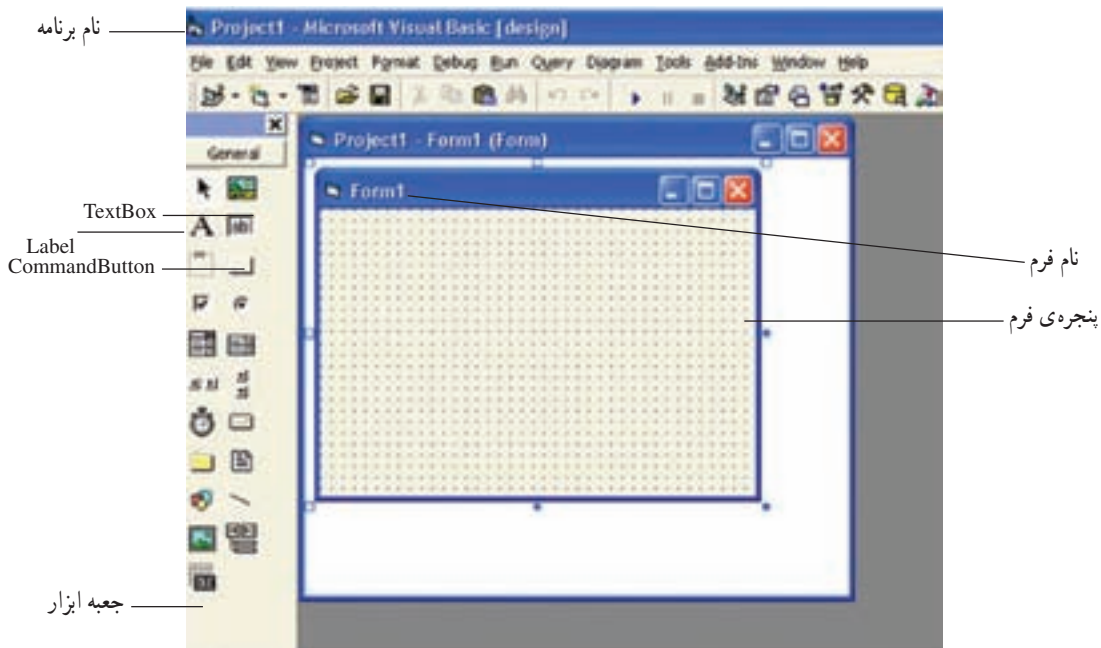 نام برنامه
Project1 - Microsoft Visual Basic [design]
File Edit View Project Format Debug Run Query Diagram Tools Add-Ins Window Help
General
Project1 - Form1 (Form)
Form1
TextBox
Label
CommandButton
نام فرم
پنجره‌ی فرم
جعبه ابزار